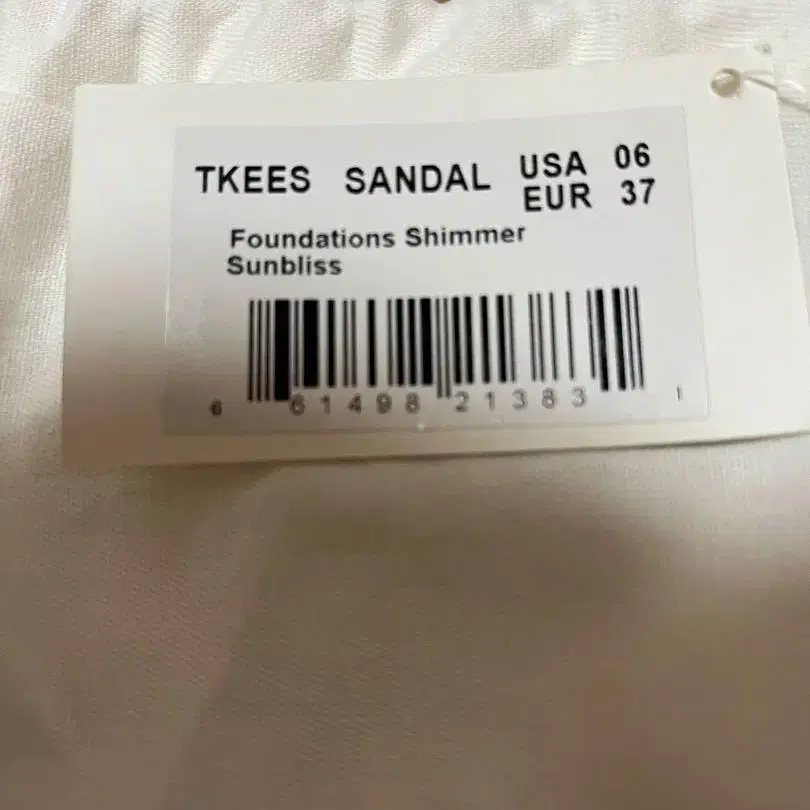 TKEES SANDAL USA 06
EUR 37
Foundations Shimmer
Sunbliss
6 61498 21383 1